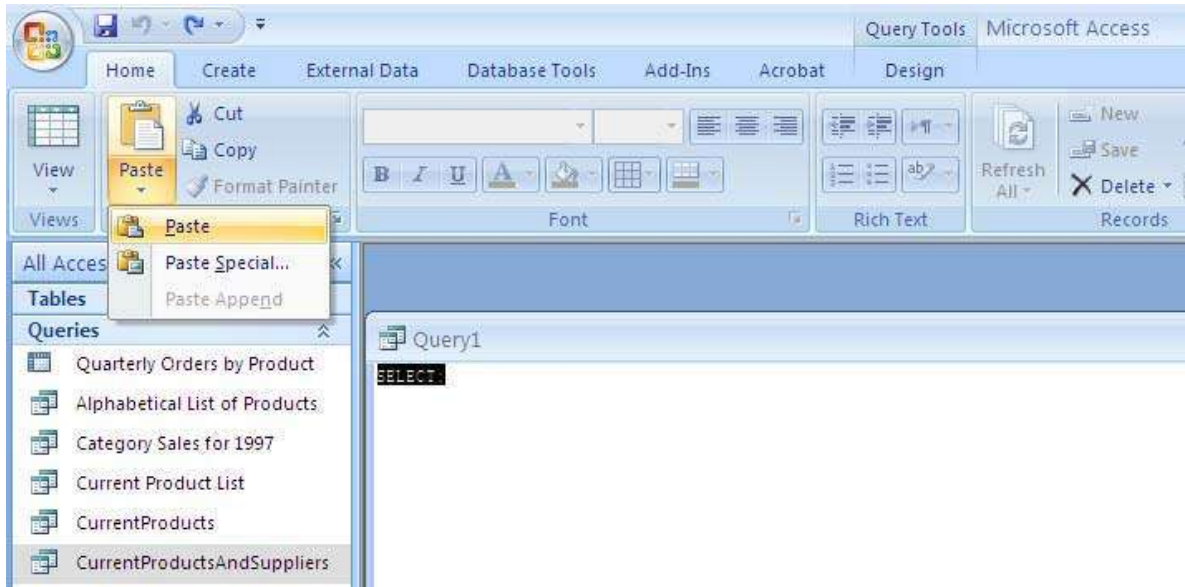 Query Tools Microsoft Access
Home Create External Data Database Tools Add-Ins Acrobat Design
View
Views
Paste
Cut
Copy
Format Painter
B I U A
Font
ab
Rich Text
Refresh All
New
Save
Delete
Records
Paste
Paste Special...
Paste Append
All Acces
Tables
Queries
Quarterly Orders by Product
Alphabetical List of Products
Category Sales for 1997
Current Product List
CurrentProducts
CurrentProductsAndSuppliers
Query1
SELECT;